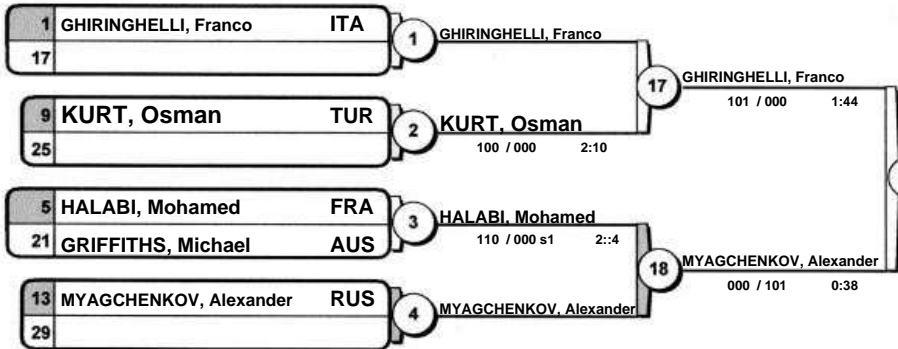 1 GHIRINGHELLI, Franco ITA
17
1
GHIRINGHELLI, Franco
9 KURT, Osman TUR
25
2
KURT, Osman
100 / 000 2:10
17
GHIRINGHELLI, Franco
101 / 000 1:44
5 HALABI, Mohamed FRA
21 GRIFFITHS, Michael AUS
3
HALABI, Mohamed
110 / 000 s1 2::4
13 MYAGCHENKOV, Alexander RUS
29
4
MYAGCHENKOV, Alexander
18
MYAGCHENKOV, Alexander
000 / 101 0:38